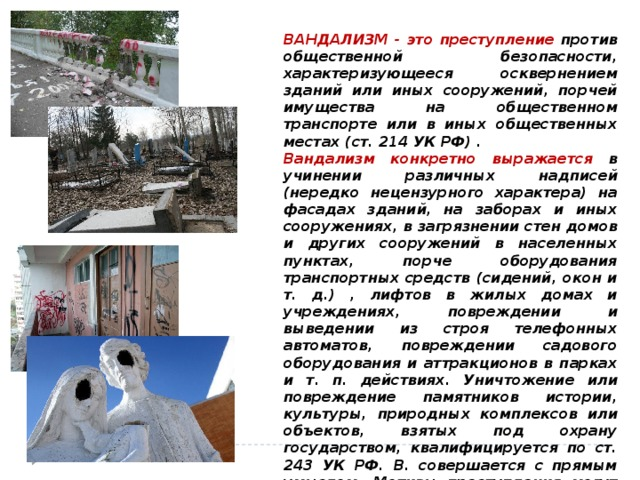 ВАНДАЛИЗМ - это преступление против
общественной безопасности,
характеризующееся осквернением
зданий или иных сооружений, порчей
имущества на общественном
транспорте или в иных общественных
местах (ст. 214 УК РФ) .
Вандализм конкретно выражается в
учинении различных надписей
(нередко нецензурного характера) на
фасадах зданий, на заборах и иных
сооружениях, в загрязнении стен домов
и других сооружений в населенных
пунктах, порче оборудования
транспортных средств (сидений, окон и
т. д.) , лифтов в жилых домах и
учреждениях, повреждении и
выведении из строя телефонных
автоматов, повреждении садового
оборудования и аттракционов в парках
и т. п. действиях. Уничтожение или
повреждение памятников истории,
культуры, природных комплексов или
объектов, взятых под охрану
государством, квалифицируется по ст.
243 УК РФ. В. совершается с прямым